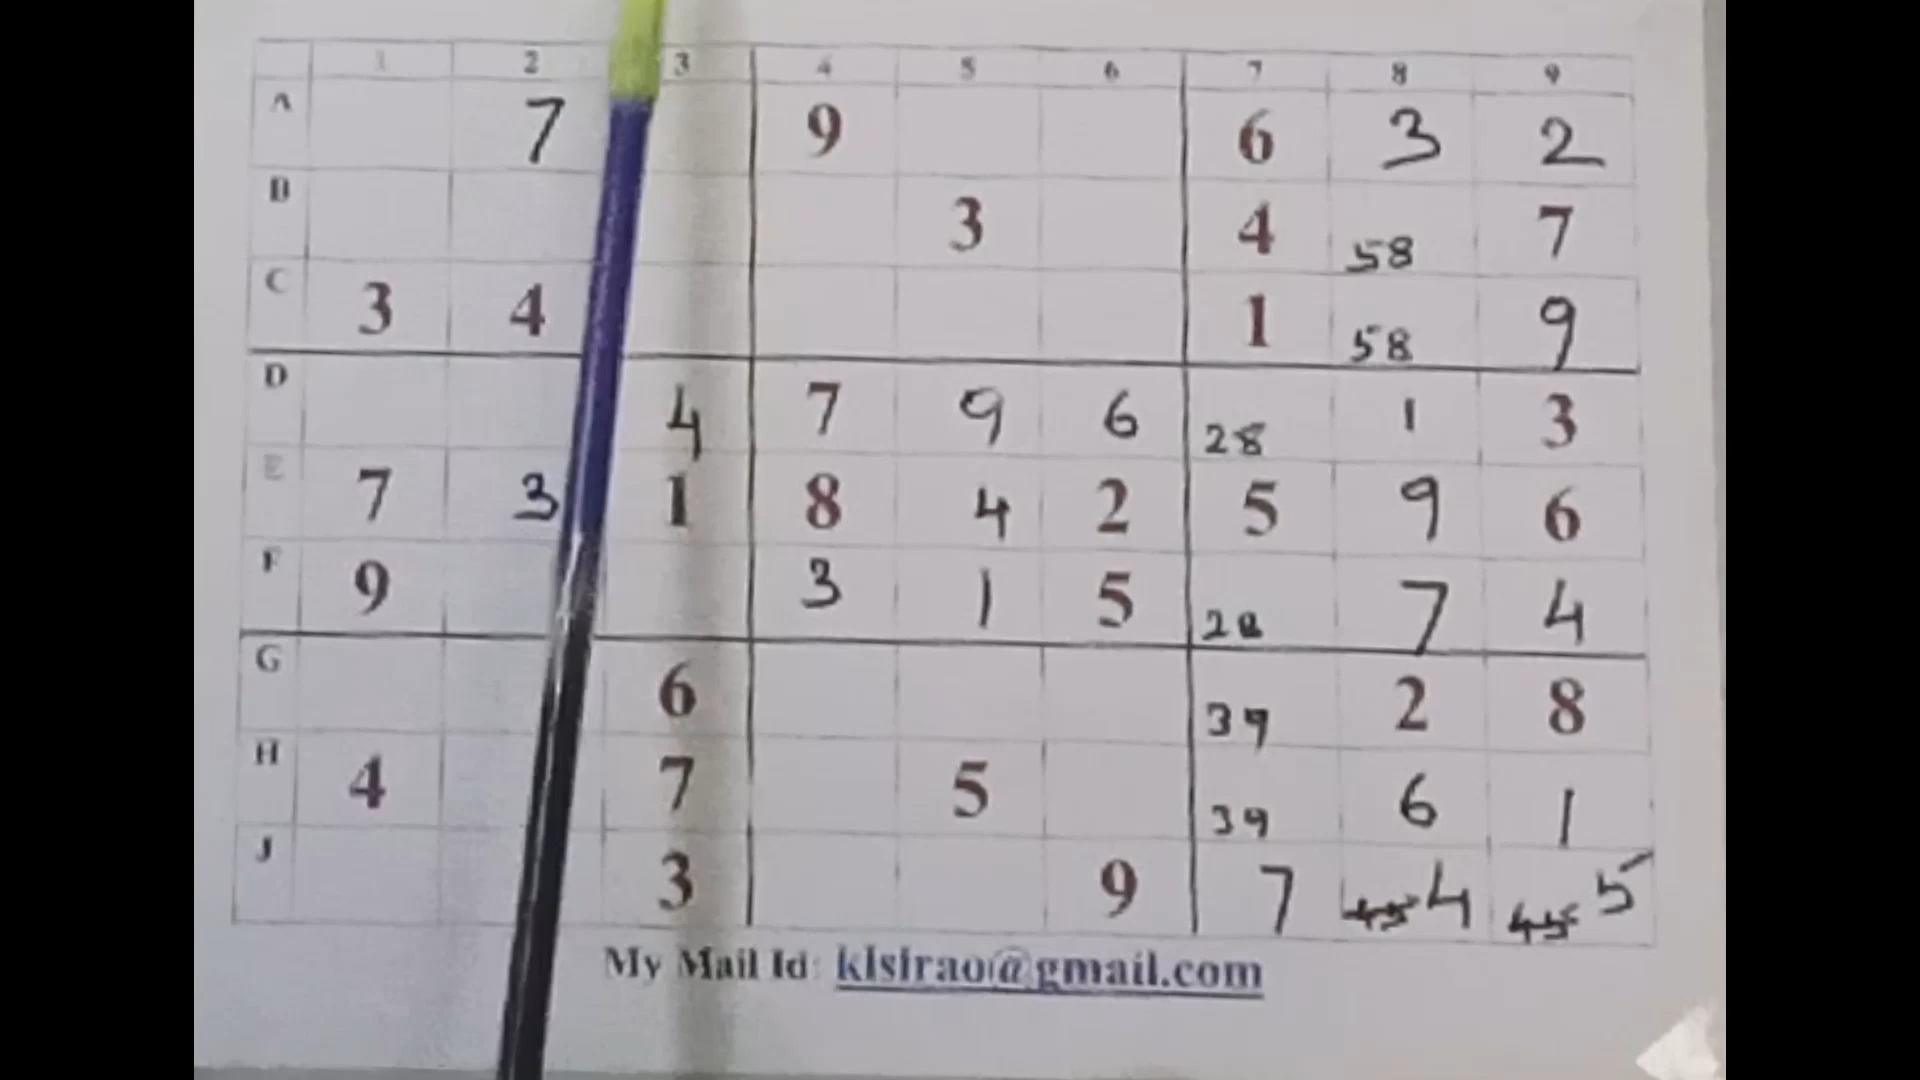 1 2 3 4 5 6 7 8 9
A 7 9 6 3 2
B 3 4 58 7
C 3 4 1 58 9
D 4 7 9 6 28 1 3
E 7 3 1 8 4 2 5 9 6
F 9 3 1 5 28 7 4
G 6 39 2 8
H 4 7 5 39 6 1
J 3 9 7 45 4 45 5
My Mail Id: klsirao@gmail.com